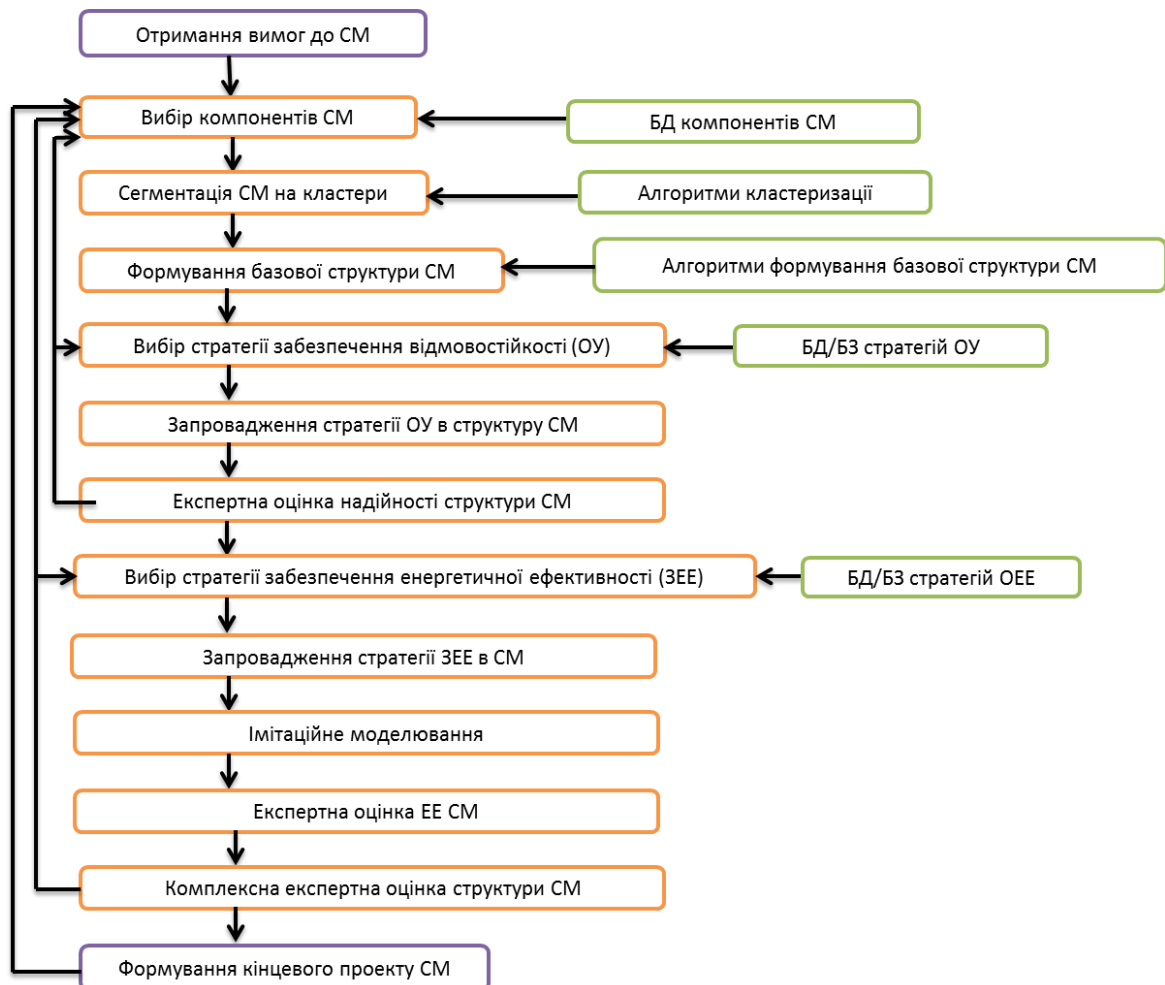 Отримання вимог до СМ
Вибір компонентів СМ
БД компонентів СМ
Сегментація СМ на кластери
Алгоритми кластеризації
Формування базової структури СМ
Алгоритми формування базової структури СМ
Вибір стратегії забезпечення відмовостійкості (ОУ)
БД/БЗ стратегій ОУ
Запровадження стратегії ОУ в структуру СМ
Експертна оцінка надійності структури СМ
Вибір стратегії забезпечення енергетичної ефективності (ЗЕЕ)
БД/БЗ стратегій ОЕЕ
Запровадження стратегії ЗЕЕ в СМ
Імітаційне моделювання
Експертна оцінка ЕЕ СМ
Комплексна експертна оцінка структури СМ
Формування кінцевого проекту СМ